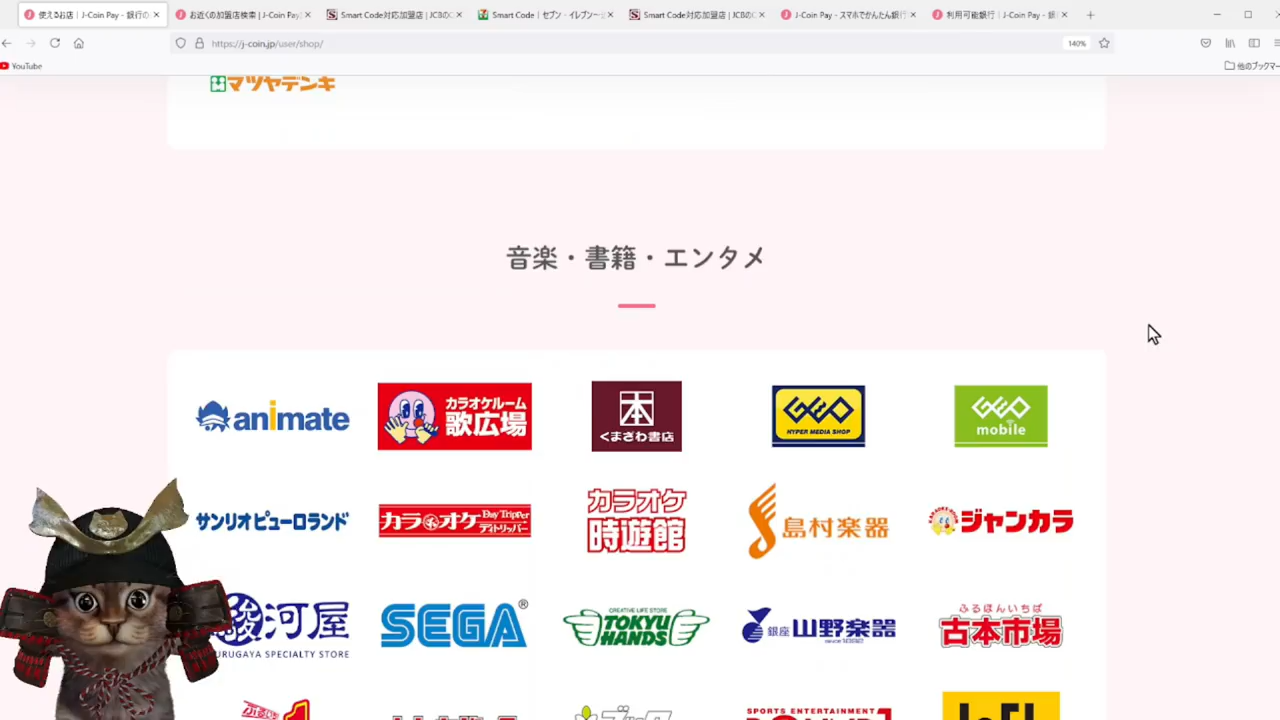 使えるお店 | J-Coin Pay - 銀行の
お近くの加盟店検索 | J-Coin Pay
Smart Code対応加盟店 | JCBの
Smart Code | セブン‐イレブン
Smart Code対応加盟店 | JCBの
J-Coin Pay - スマホでかんたん銀行
利用可能銀行 | J-Coin Pay - 銀
https://j-coin.jp/user/shop/
140%
YouTube
他のブックマー
マツヤデンキ
音楽・書籍・エンタメ
animate
カラオケルーム
歌広場
本
くまざわ書店
GEO
HYPER MEDIA SHOP
GEO
mobile
サンリオピューロランド
カラオケ Day Tripper
デイトリッパー
カラオケ
時遊館
島村楽器
ジャンカラ
駿河屋
URUGAYA SPECIALTY STORE
SEGA®
CREATIVE LIFE STORE
TOKYU
HANDS
銀座 山野楽器
ふるほんいちば
古本市場
SPORTS ENTERTAINMENT